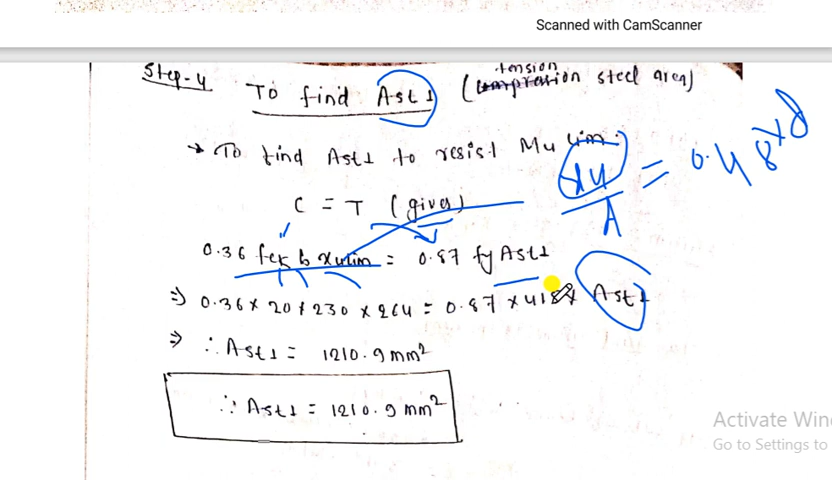 Scanned with CamScanner
Step-4 To find Ast1 (tension steel area)
→ To find Ast1 to resist Mu lim.
C = T (gives)
xu/d = 0.48 x d
0.36 fck b xulim = 0.87 fy Ast1
⇒ 0.36 x 20 x 230 x 264 = 0.87 x 415 x Ast1
⇒ ∴ Ast1 = 1210.9 mm²
∴ Ast1 = 1210.9 mm²
Activate Win
Go to Settings to